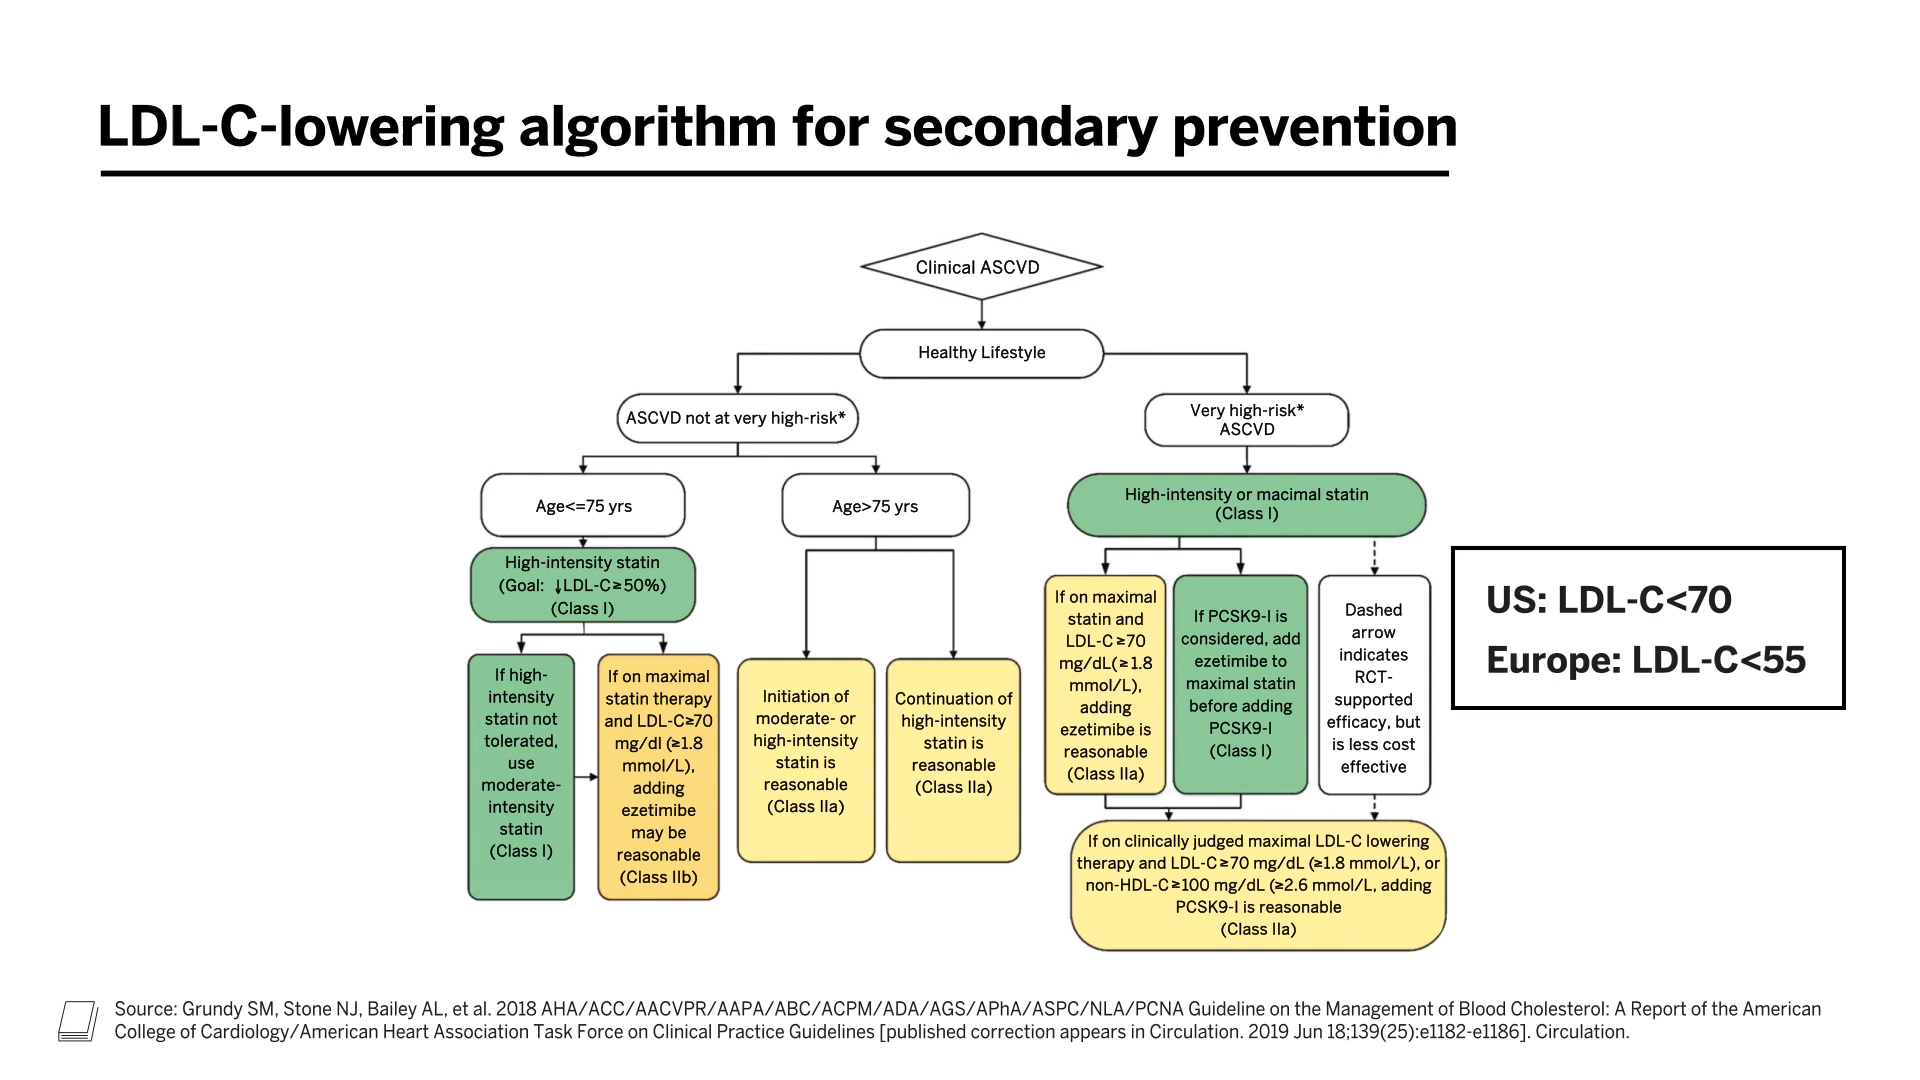 LDL-C-lowering algorithm for secondary prevention
Clinical ASCVD
Healthy Lifestyle
ASCVD not at very high-risk*
Very high-risk*
ASCVD
Age<=75 yrs
Age>75 yrs
High-intensity or macimal statin
(Class I)
High-intensity statin
(Goal: ↓LDL-C≥50%)
(Class I)
If high-
intensity
statin not
tolerated,
use
moderate-
intensity
statin
(Class I)
If on maximal
statin therapy
and LDL-C≥70
mg/dl (≥1.8
mmol/L),
adding
ezetimibe
may be
reasonable
(Class IIb)
Initiation of
moderate- or
high-intensity
statin is
reasonable
(Class IIa)
Continuation of
high-intensity
statin is
reasonable
(Class IIa)
If on maximal
statin and
LDL-C≥70
mg/dL(≥1.8
mmol/L),
adding
ezetimibe is
reasonable
(Class IIa)
If PCSK9-I is
considered, add
ezetimibe to
maximal statin
before adding
PCSK9-I
(Class I)
Dashed
arrow
indicates
RCT-
supported
efficacy, but
is less cost
effective
If on clinically judged maximal LDL-C lowering
therapy and LDL-C≥70 mg/dL (≥1.8 mmol/L), or
non-HDL-C≥100 mg/dL (≥2.6 mmol/L, adding
PCSK9-I is reasonable
(Class IIa)
US: LDL-C<70
Europe: LDL-C<55
Source: Grundy SM, Stone NJ, Bailey AL, et al. 2018 AHA/ACC/AACVPR/AAPA/ABC/ACPM/ADA/AGS/APhA/ASPC/NLA/PCNA Guideline on the Management of Blood Cholesterol: A Report of the American
College of Cardiology/American Heart Association Task Force on Clinical Practice Guidelines [published correction appears in Circulation. 2019 Jun 18;139(25):e1182-e1186]. Circulation.